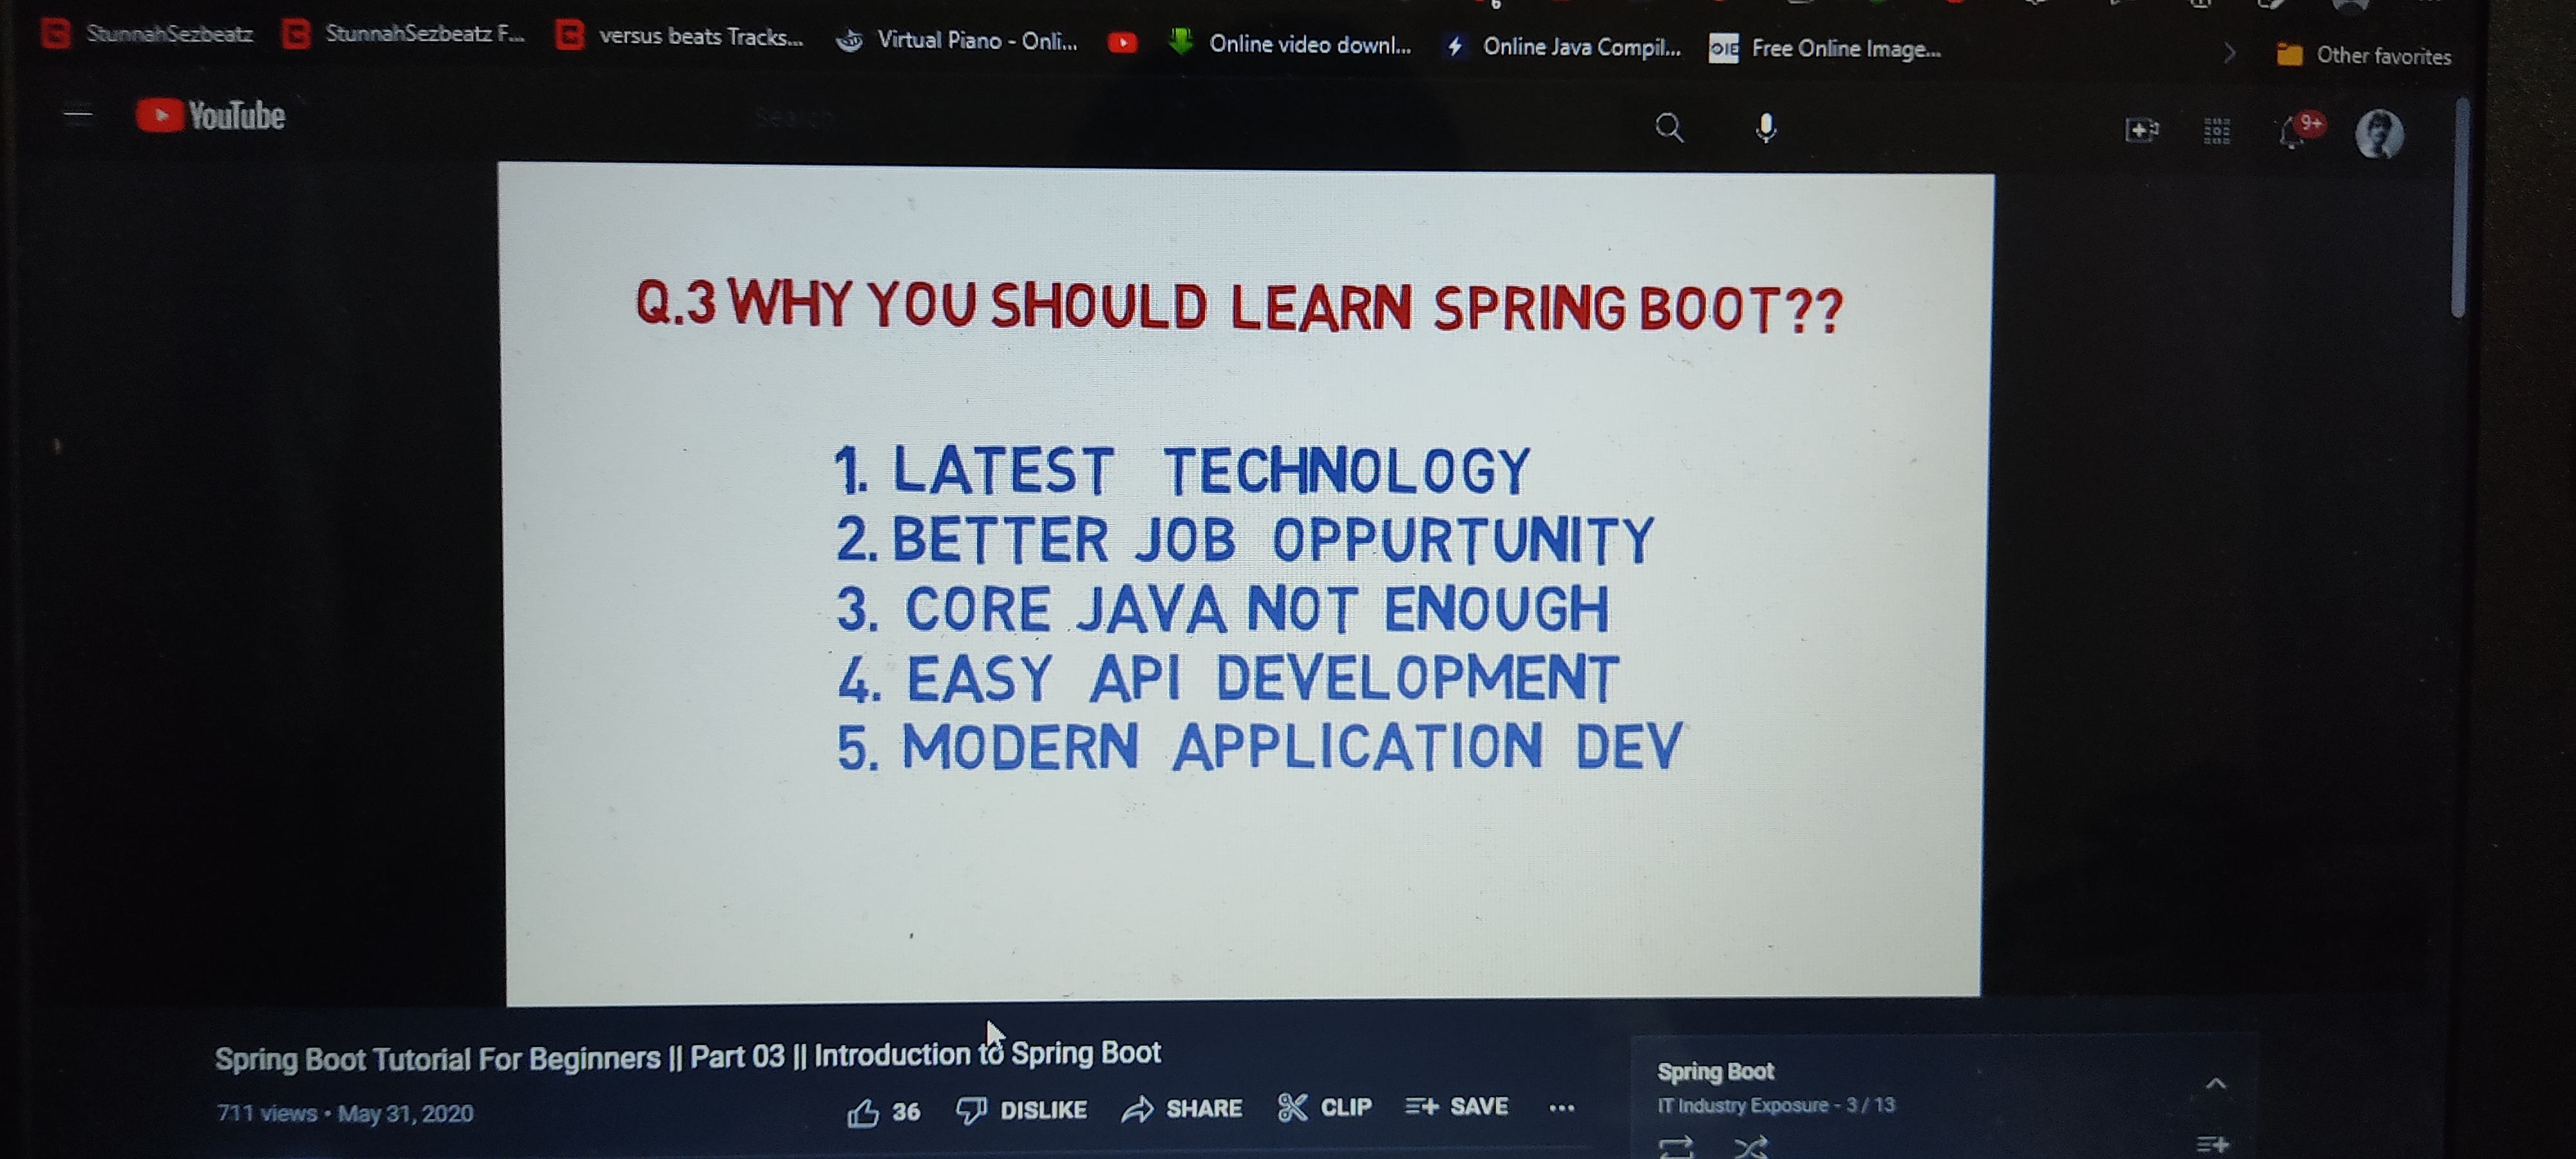 StunnahSezbeatz
StunnahSezbeatz F...
versus beats Tracks...
Virtual Piano - Onli...
Online video downl...
Online Java Compil...
OIE
Free Online Image...
Other favorites
YouTube
Search
9+
Q.3 WHY YOU SHOULD LEARN SPRING BOOT??
1. LATEST TECHNOLOGY
2. BETTER JOB OPPURTUNITY
3. CORE JAVA NOT ENOUGH
4. EASY API DEVELOPMENT
5. MODERN APPLICATION DEV
Spring Boot Tutorial For Beginners || Part 03 || Introduction to Spring Boot
711 views • May 31, 2020
36
DISLIKE
SHARE
CLIP
SAVE
Spring Boot
IT Industry Exposure - 3 / 13